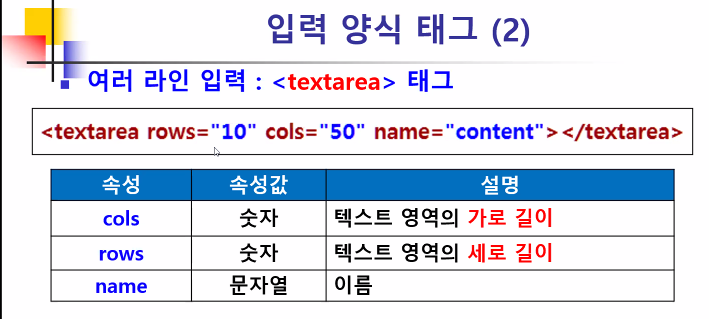 입력 양식 태그 (2)
여러 라인 입력 : <textarea> 태그
<textarea rows="10" cols="50" name="content"></textarea>
속성 속성값 설명
cols 숫자 텍스트 영역의 가로 길이
rows 숫자 텍스트 영역의 세로 길이
name 문자열 이름